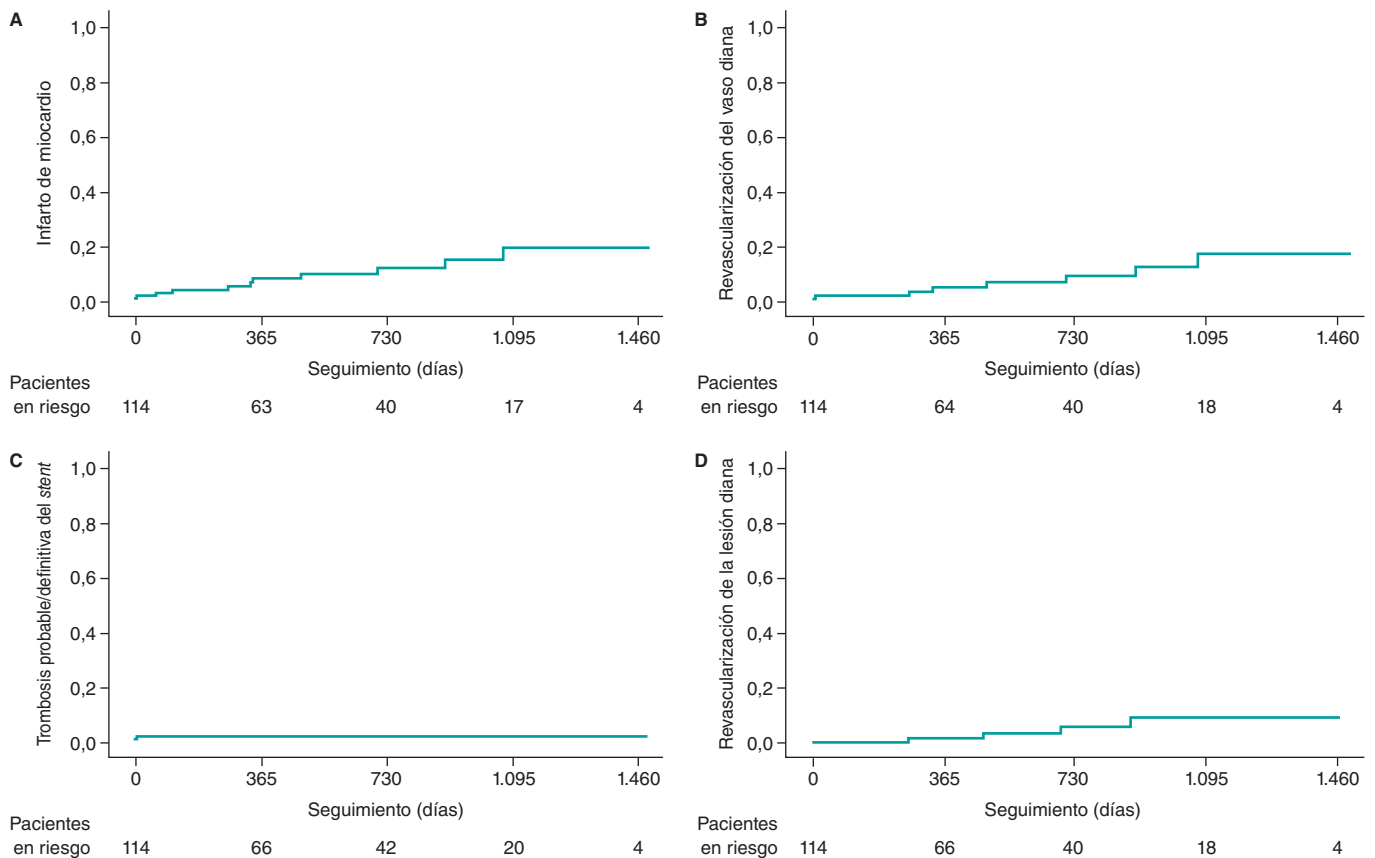 A
Infarto de miocardio
1,0
0,8
0,6
0,4
0,2
0,0
0 365 730 1.095 1.460
Seguimiento (días)
Pacientes
en riesgo 114 63 40 17 4
B
Revascularización del vaso diana
1,0
0,8
0,6
0,4
0,2
0,0
0 365 730 1.095 1.460
Seguimiento (días)
Pacientes
en riesgo 114 64 40 18 4
C
Trombosis probable/definitiva del stent
1,0
0,8
0,6
0,4
0,2
0,0
0 365 730 1.095 1.460
Seguimiento (días)
Pacientes
en riesgo 114 66 42 20 4
D
Revascularización de la lesión diana
1,0
0,8
0,6
0,4
0,2
0,0
0 365 730 1.095 1.460
Seguimiento (días)
Pacientes
en riesgo 114 66 40 18 4